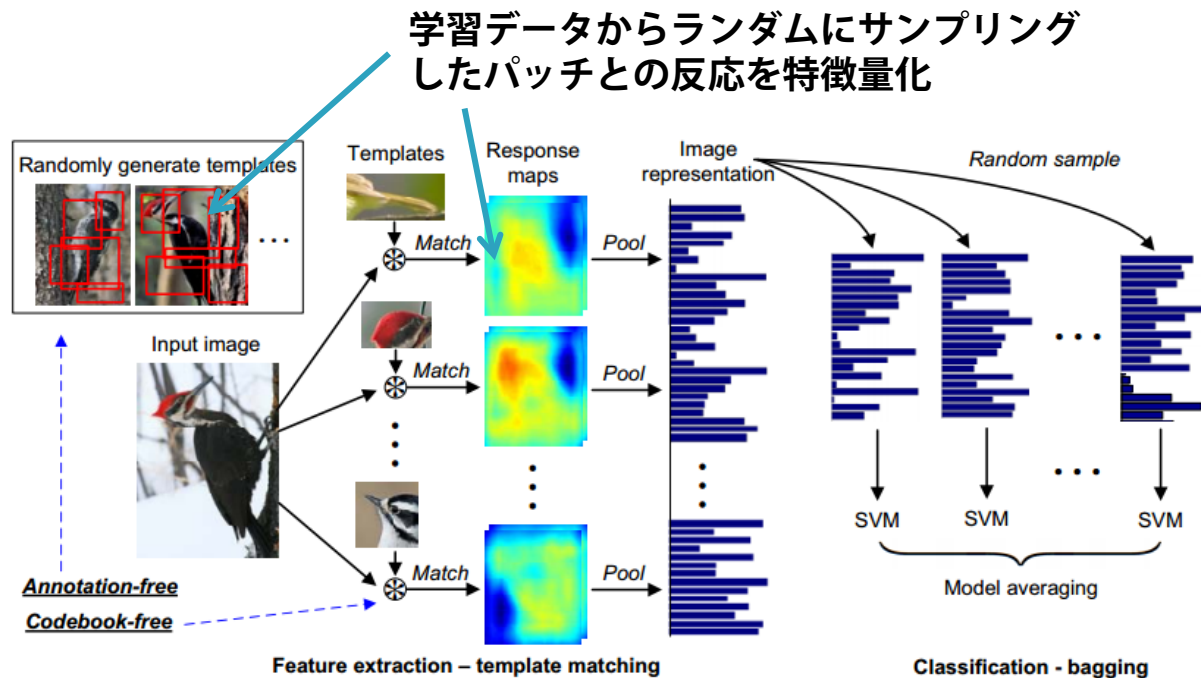 学習データからランダムにサンプリング
したパッチとの反応を特徴量化
Randomly generate templates
Templates
Response
maps
Image
representation
Random sample
Match
Pool
Input image
Match
Pool
SVM
SVM
SVM
Match
Pool
Model averaging
Annotation-free
Codebook-free
Feature extraction – template matching
Classification - bagging